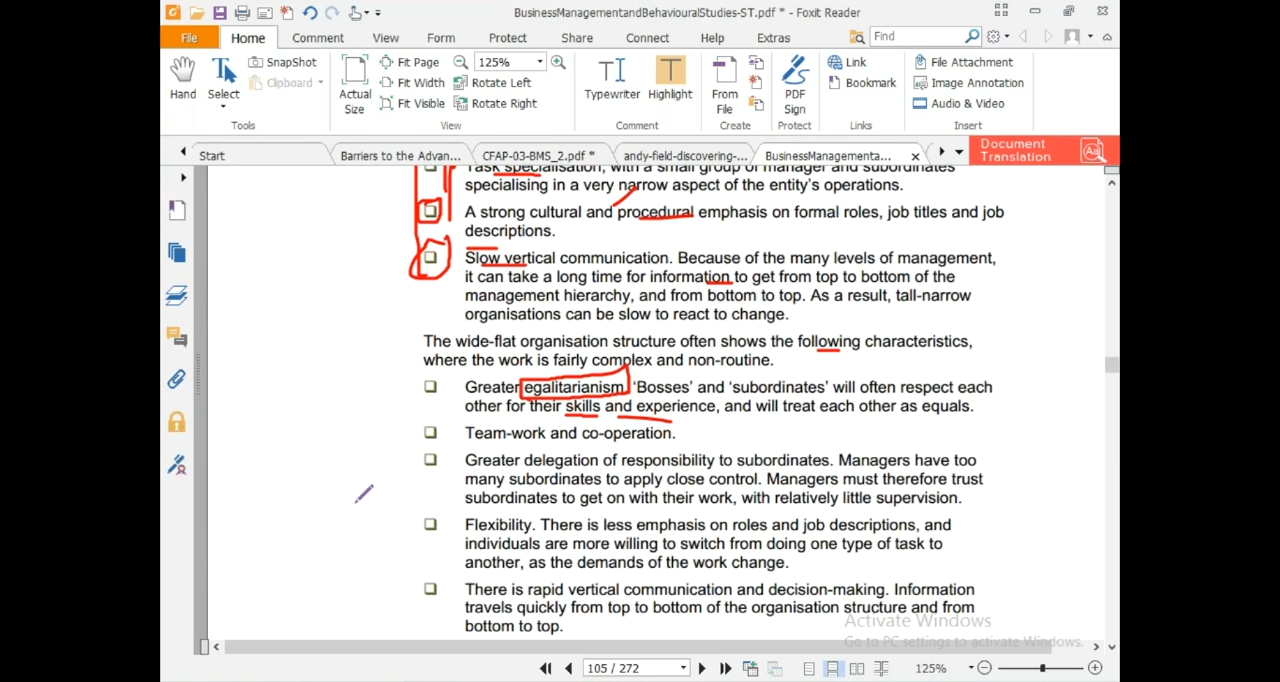 BusinessManagementandBehaviouralStudies-ST.pdf * - Foxit Reader
File Home Comment View Form Protect Share Connect Help Extras Find
Hand Select SnapShot Clipboard Actual Size Fit Page Fit Width Fit Visible 125% Rotate Left Rotate Right Typewriter Highlight From File PDF Sign Link Bookmark File Attachment Image Annotation Audio & Video
Tools View Comment Create Protect Links Insert
Start Barriers to the Advan... CFAP-03-BMS_2.pdf * andy-field-discovering-... BusinessManagementa... Document Translation
Task specialisation, with a small group of manager and subordinates
specialising in a very narrow aspect of the entity's operations.
A strong cultural and procedural emphasis on formal roles, job titles and job
descriptions.
Slow vertical communication. Because of the many levels of management,
it can take a long time for information to get from top to bottom of the
management hierarchy, and from bottom to top. As a result, tall-narrow
organisations can be slow to react to change.
The wide-flat organisation structure often shows the following characteristics,
where the work is fairly complex and non-routine.
Greater egalitarianism. 'Bosses' and 'subordinates' will often respect each
other for their skills and experience, and will treat each other as equals.
Team-work and co-operation.
Greater delegation of responsibility to subordinates. Managers have too
many subordinates to apply close control. Managers must therefore trust
subordinates to get on with their work, with relatively little supervision.
Flexibility. There is less emphasis on roles and job descriptions, and
individuals are more willing to switch from doing one type of task to
another, as the demands of the work change.
There is rapid vertical communication and decision-making. Information
travels quickly from top to bottom of the organisation structure and from
bottom to top.
Activate Windows
Go to PC settings to activate Windows.
105 / 272 125%